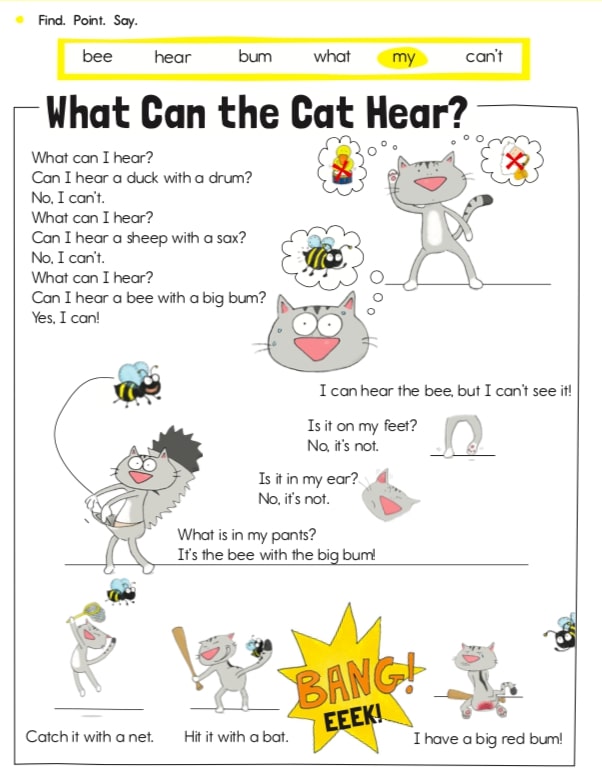 Find. Point. Say.
bee hear bum what my can't
What Can the Cat Hear?
What can I hear?
Can I hear a duck with a drum?
No, I can't.
What can I hear?
Can I hear a sheep with a sax?
No, I can't.
What can I hear?
Can I hear a bee with a big bum?
Yes, I can!
I can hear the bee, but I can't see it!
Is it on my feet?
No, it's not.
Is it in my ear?
No, it's not.
What is in my pants?
It's the bee with the big bum!
Catch it with a net.
Hit it with a bat.
BANG!
EEEK!
I have a big red bum!